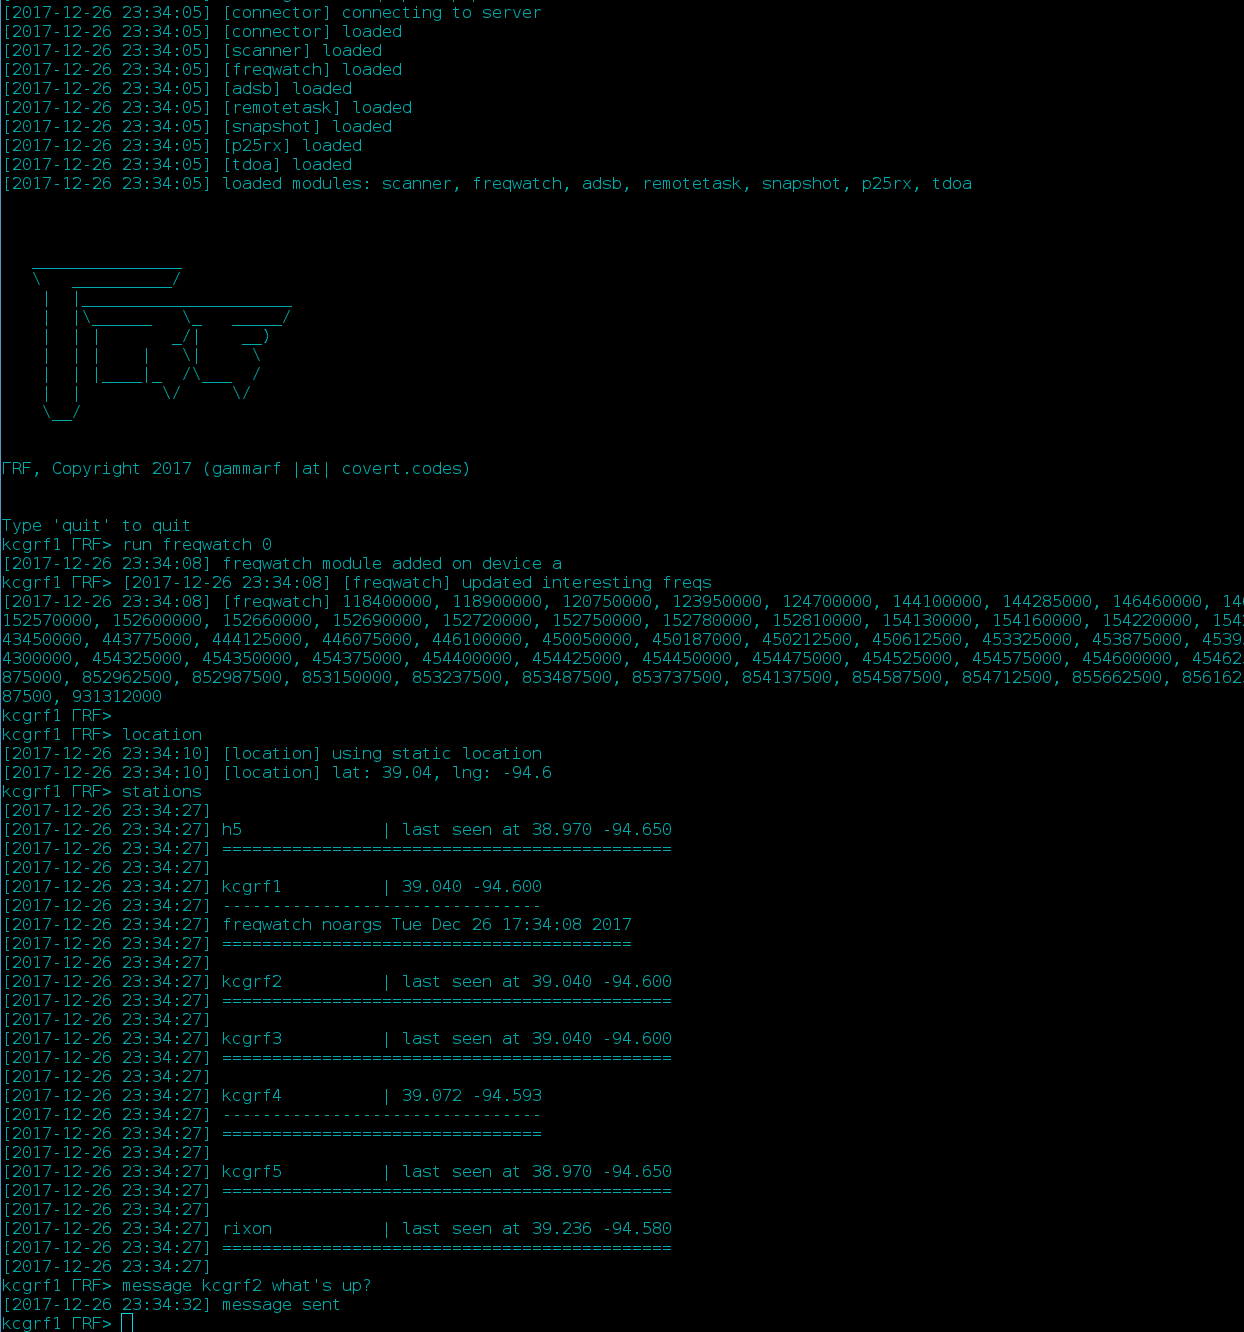 [2017-12-26 23:34:05] [connector] connecting to server
[2017-12-26 23:34:05] [connector] loaded
[2017-12-26 23:34:05] [scanner] loaded
[2017-12-26 23:34:05] [freqwatch] loaded
[2017-12-26 23:34:05] [adsb] loaded
[2017-12-26 23:34:05] [remotetask] loaded
[2017-12-26 23:34:05] [snapshot] loaded
[2017-12-26 23:34:05] [p25rx] loaded
[2017-12-26 23:34:05] [tdoa] loaded
[2017-12-26 23:34:05] loaded modules: scanner, freqwatch, adsb, remotetask, snapshot, p25rx, tdoa
ΓRF, Copyright 2017 (gammarf |at| covert.codes)
Type 'quit' to quit
kcgrf1 ΓRF> run freqwatch 0
[2017-12-26 23:34:08] freqwatch module added on device a
kcgrf1 ΓRF> [2017-12-26 23:34:08] [freqwatch] updated interesting freqs
[2017-12-26 23:34:08] [freqwatch] 118400000, 118900000, 120750000, 123950000, 124700000, 144100000, 144285000, 146460000,
152570000, 152600000, 152660000, 152690000, 152720000, 152750000, 152780000, 152810000, 154130000, 154160000, 154220000,
43450000, 443775000, 444125000, 446075000, 446100000, 450050000, 450187000, 450212500, 450612500, 453325000, 453875000, 4539
4300000, 454325000, 454350000, 454375000, 454400000, 454425000, 454450000, 454475000, 454525000, 454575000, 454600000, 45462
875000, 852962500, 852987500, 853150000, 853237500, 853487500, 853737500, 854137500, 854587500, 854712500, 855662500, 856162
87500, 931312000
kcgrf1 ΓRF>
kcgrf1 ΓRF> location
[2017-12-26 23:34:10] [location] using static location
[2017-12-26 23:34:10] [location] lat: 39.04, lng: -94.6
kcgrf1 ΓRF> stations
[2017-12-26 23:34:27]
[2017-12-26 23:34:27] h5 | last seen at 38.970 -94.650
[2017-12-26 23:34:27] =============================================
[2017-12-26 23:34:27]
[2017-12-26 23:34:27] kcgrf1 | 39.040 -94.600
[2017-12-26 23:34:27] --------------------------------
[2017-12-26 23:34:27] freqwatch noargs Tue Dec 26 17:34:08 2017
[2017-12-26 23:34:27] =========================================
[2017-12-26 23:34:27]
[2017-12-26 23:34:27] kcgrf2 | last seen at 39.040 -94.600
[2017-12-26 23:34:27] =============================================
[2017-12-26 23:34:27]
[2017-12-26 23:34:27] kcgrf3 | last seen at 39.040 -94.600
[2017-12-26 23:34:27] =============================================
[2017-12-26 23:34:27]
[2017-12-26 23:34:27] kcgrf4 | 39.072 -94.593
[2017-12-26 23:34:27] --------------------------------
[2017-12-26 23:34:27] ================================
[2017-12-26 23:34:27]
[2017-12-26 23:34:27] kcgrf5 | last seen at 38.970 -94.650
[2017-12-26 23:34:27] =============================================
[2017-12-26 23:34:27]
[2017-12-26 23:34:27] rixon | last seen at 39.236 -94.580
[2017-12-26 23:34:27] =============================================
[2017-12-26 23:34:27]
kcgrf1 ΓRF> message kcgrf2 what's up?
[2017-12-26 23:34:32] message sent
kcgrf1 ΓRF>